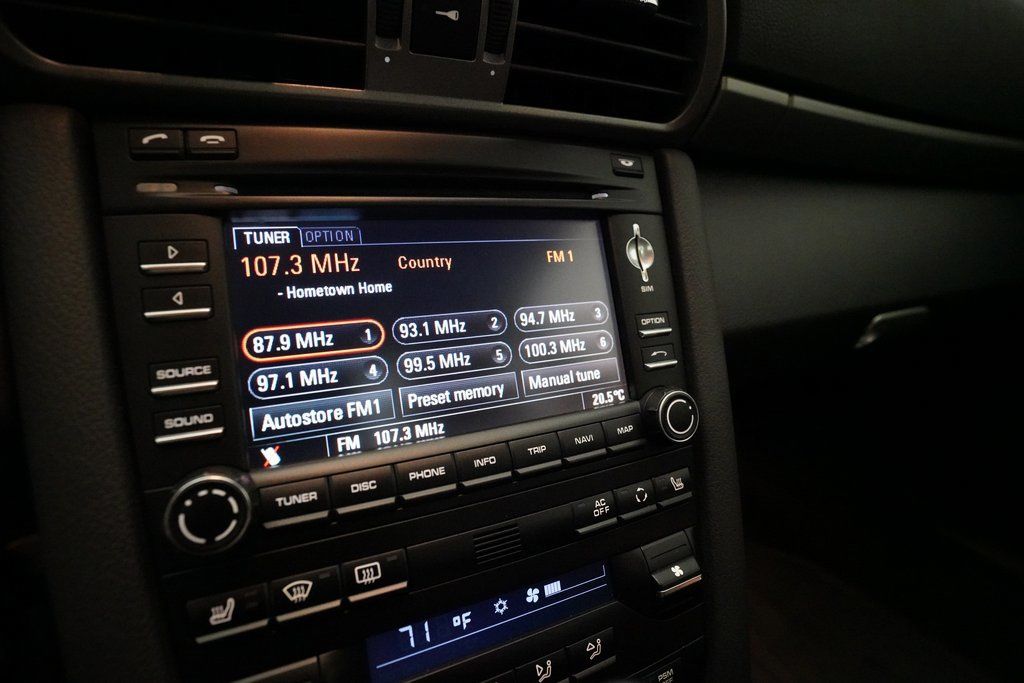 TUNER OPTION
107.3 MHz Country FM 1
- Hometown Home
SIM
87.9 MHz 1 93.1 MHz 2 94.7 MHz 3
97.1 MHz 4 99.5 MHz 5 100.3 MHz 6
OPTION
Autostore FM1 Preset memory Manual tune
FM 107.3 MHz 20.5°C
SOURCE
SOUND
TUNER DISC PHONE INFO TRIP NAVI MAP
AC
OFF
71 °F
PSM